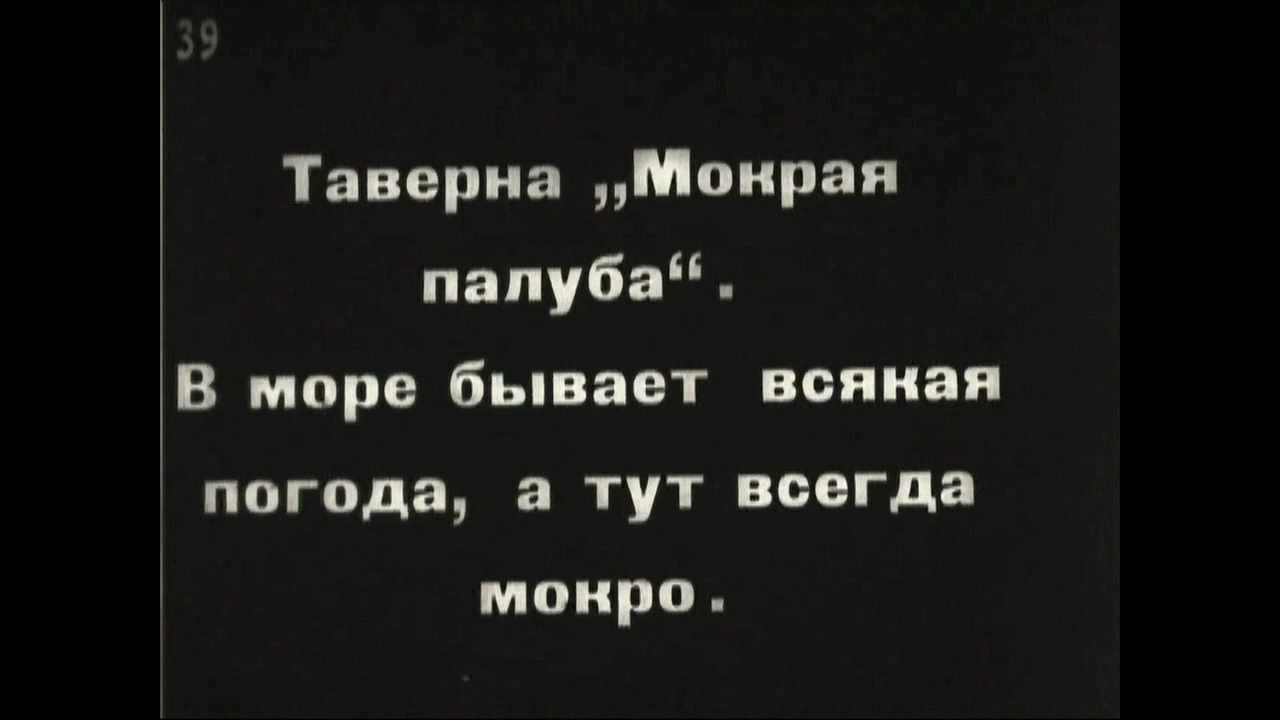 39
Таверна „Мокрая
палуба“.
В море бывает всякая
погода, а тут всегда
мокро.